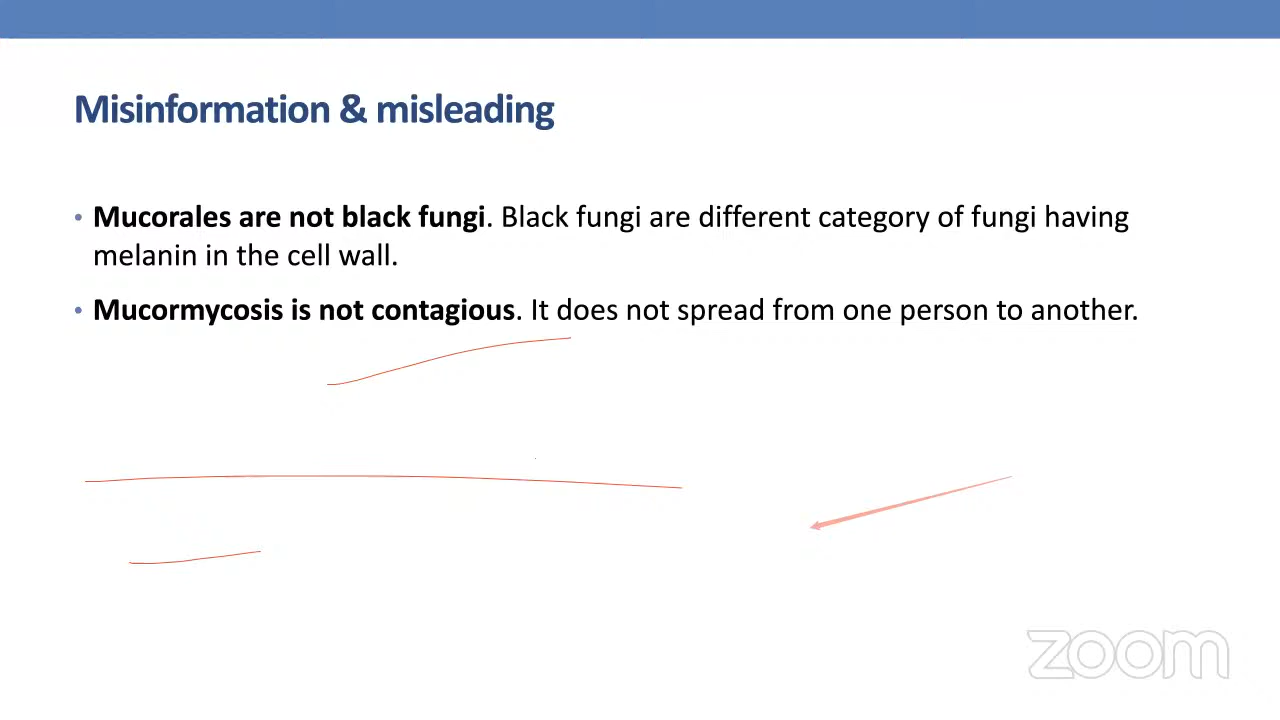 Misinformation & misleading
• Mucorales are not black fungi. Black fungi are different category of fungi having
melanin in the cell wall.
• Mucormycosis is not contagious. It does not spread from one person to another.
zoom